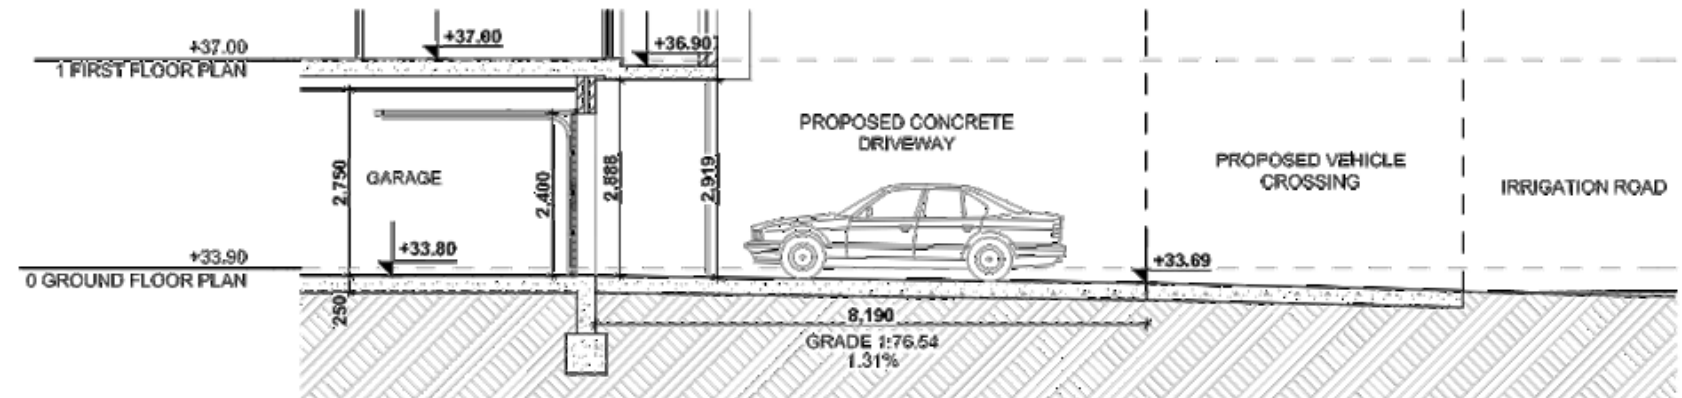 +37.00
+36.90
+37.00
1 FIRST FLOOR PLAN
PROPOSED CONCRETE
DRIVEWAY
PROPOSED VEHICLE
CROSSING
IRRIGATION ROAD
GARAGE
2,750
2,400
2,888
2,919
+33.80
+33.90
0 GROUND FLOOR PLAN
+33.69
250
8,190
GRADE 1:76.54
1.31%